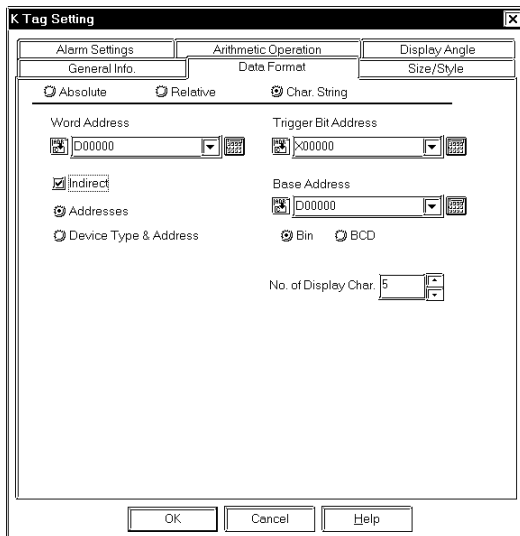 K Tag Setting
Alarm Settings Arithmetic Operation Display Angle
General Info. Data Format Size/Style
Absolute Relative Char. String
Word Address Trigger Bit Address
D00000 X00000
Indirect Base Address
Addresses D00000
Device Type & Address Bin BCD
No. of Display Char. 5
OK Cancel Help